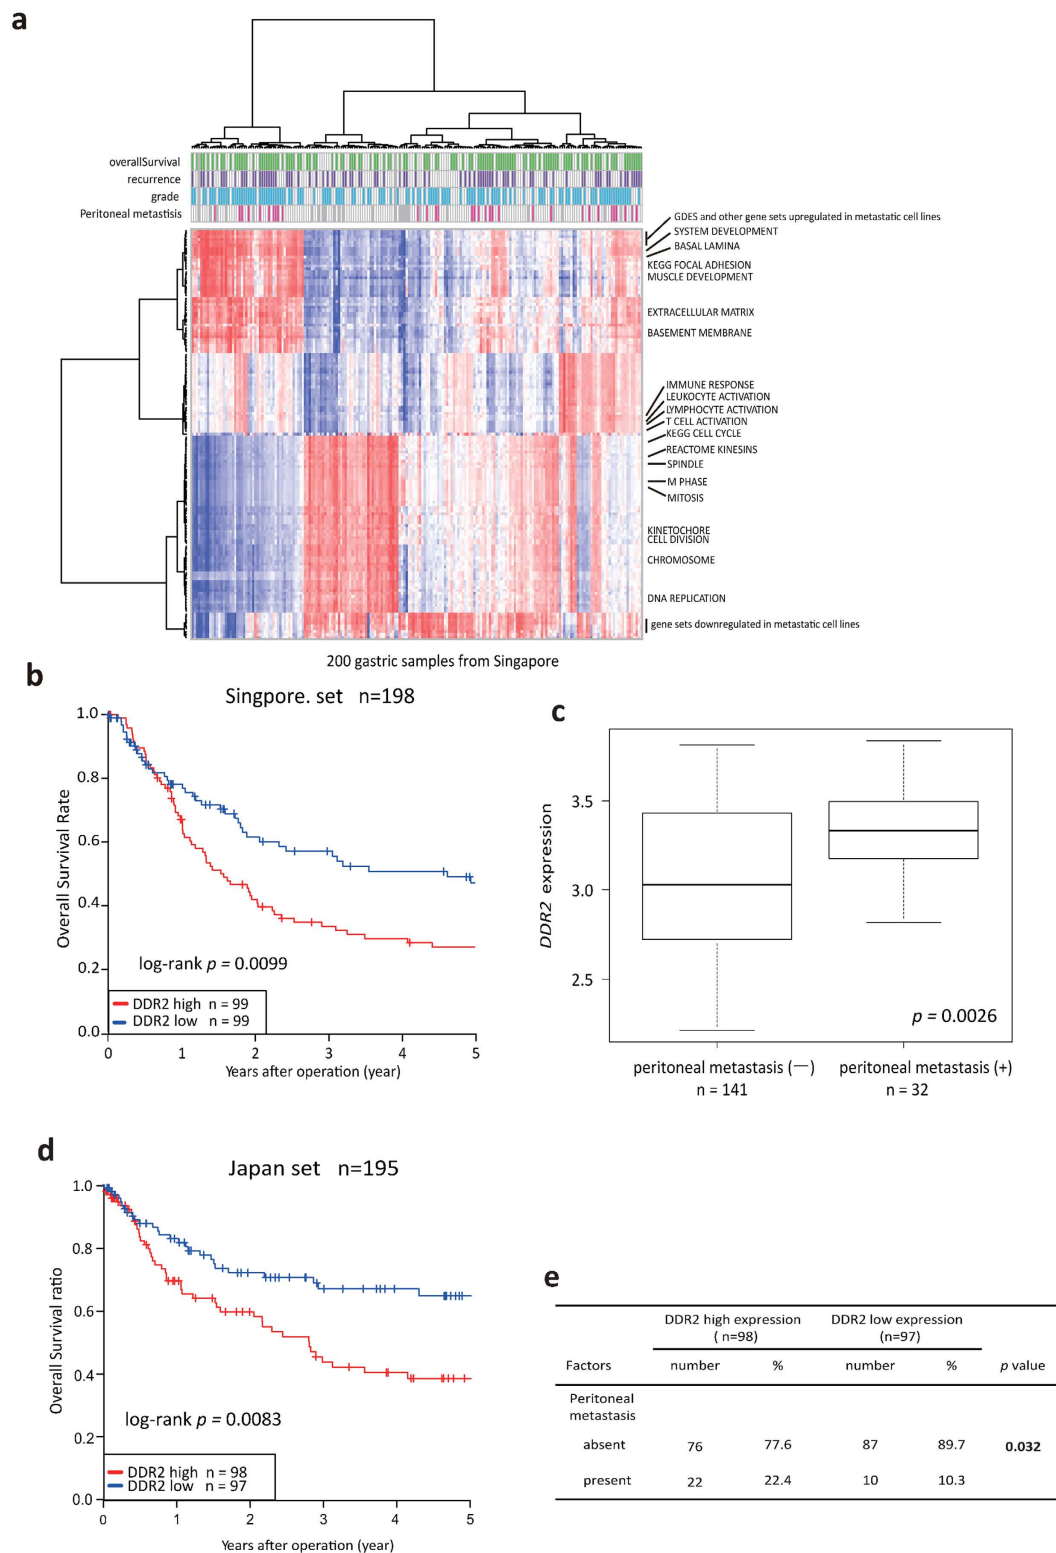 a
overallSurvival
recurrence
grade
Peritoneal metastisis
GDES and other gene sets upregulated in metastatic cell lines
SYSTEM DEVELOPMENT
BASAL LAMINA
KEGG FOCAL ADHESION
MUSCLE DEVELOPMENT
EXTRACELLULAR MATRIX
BASEMENT MEMBRANE
IMMUNE RESPONSE
LEUKOCYTE ACTIVATION
LYMPHOCYTE ACTIVATION
T CELL ACTIVATION
KEGG CELL CYCLE
REACTOME KINESINS
SPINDLE
M PHASE
MITOSIS
KINETOCHORE
CELL DIVISION
CHROMOSOME
DNA REPLICATION
gene sets downregulated in metastatic cell lines
200 gastric samples from Singapore
b
Singpore. set n=198
Overall Survival Rate
1.0
0.8
0.6
0.4
0.2
0.0
log-rank p = 0.0099
DDR2 high n = 99
DDR2 low n = 99
0 1 2 3 4 5
Years after operation (year)
c
DDR2 expression
3.5
3.0
2.5
p = 0.0026
peritoneal metastasis (—) peritoneal metastasis (+)
n = 141 n = 32
d
Japan set n=195
Overall Survival ratio
1.0
0.8
0.6
0.4
0.2
0.0
log-rank p = 0.0083
DDR2 high n = 98
DDR2 low n = 97
0 1 2 3 4 5
Years after operation (year)
e
DDR2 high expression DDR2 low expression
( n=98) (n=97)
Factors number % number % p value
Peritoneal
metastasis
absent 76 77.6 87 89.7 0.032
present 22 22.4 10 10.3